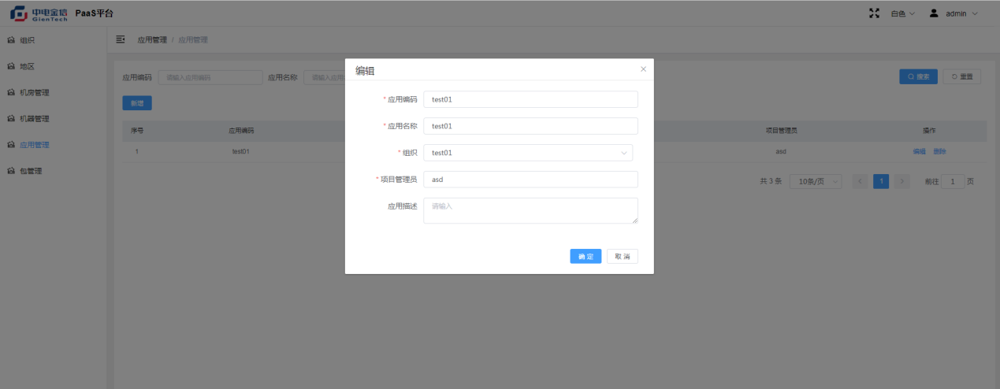 中电金信 GienTech PaaS平台 白色 admin
组织
地区
机房管理
机器管理
应用管理
包管理
应用管理 / 应用管理
应用编码 请输入应用编码 应用名称 请输入应用 搜索 重置
新增
序号 应用编码 项目管理员 操作
1 test01 asd 编辑 删除
共 3 条 10条/页 1 前往 1 页
编辑
* 应用编码 test01
* 应用名称 test01
* 组织 test01
* 项目管理员 asd
应用描述 请输入
确 定 取 消